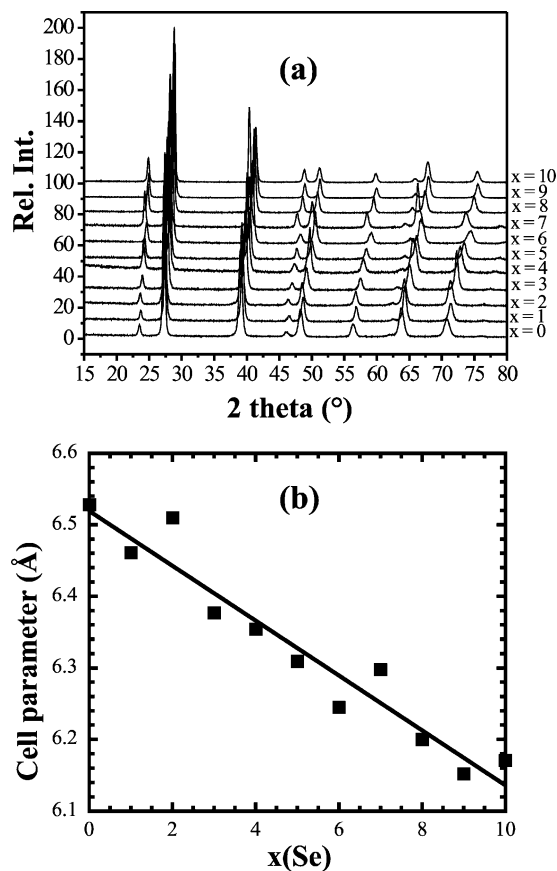 (a)
200
180
160
140
120
100
80
60
40
20
0
Rel. Int.
x=10
x=9
x=8
x=7
x=6
x=5
x=4
x=3
x=2
x=1
x=0
15 20 25 30 35 40 45 50 55 60 65 70 75 80
2 theta (°)
(b)
6.6
6.5
6.4
6.3
6.2
6.1
Cell parameter (Å)
0 2 4 6 8 10
x(Se)